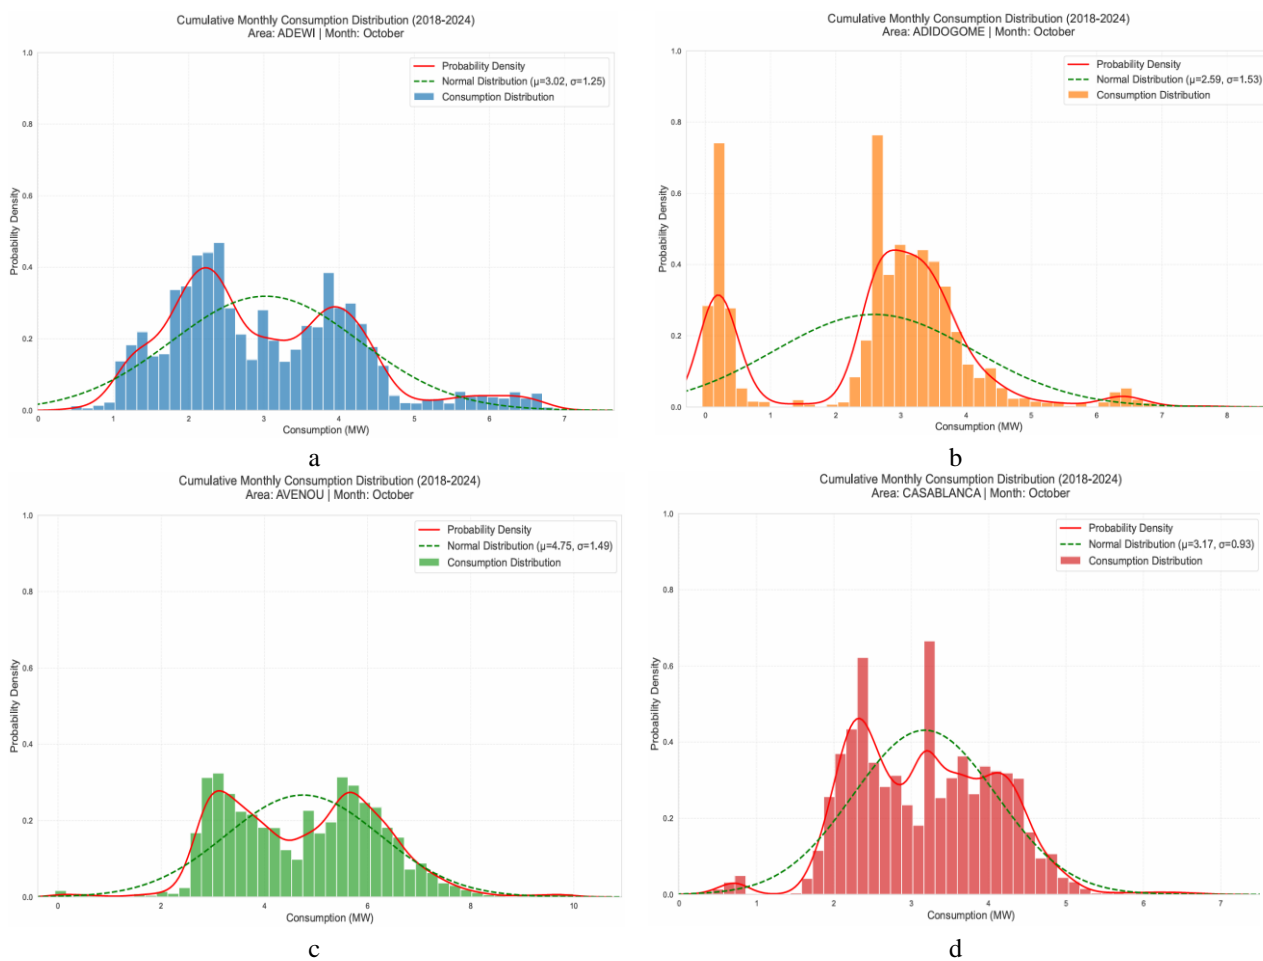 Cumulative Monthly Consumption Distribution (2018-2024)
Area: ADEWI | Month: October
1.0
0.8
0.6
0.4
0.2
0.0
Probability Density
Probability Density
Normal Distribution (μ=3.02, σ=1.25)
Consumption Distribution
0 1 2 3 4 5 6 7
Consumption (MW)
a
Cumulative Monthly Consumption Distribution (2018-2024)
Area: ADIDOGOME | Month: October
1.0
0.8
0.6
0.4
0.2
0.0
Probability Density
Probability Density
Normal Distribution (μ=2.59, σ=1.53)
Consumption Distribution
0 1 2 3 4 5 6 7 8
Consumption (MW)
b
Cumulative Monthly Consumption Distribution (2018-2024)
Area: AVENOU | Month: October
1.0
0.8
0.6
0.4
0.2
0.0
Probability Density
Probability Density
Normal Distribution (μ=4.75, σ=1.49)
Consumption Distribution
0 2 4 6 8 10
Consumption (MW)
c
Cumulative Monthly Consumption Distribution (2018-2024)
Area: CASABLANCA | Month: October
1.0
0.8
0.6
0.4
0.2
0.0
Probability Density
Probability Density
Normal Distribution (μ=3.17, σ=0.93)
Consumption Distribution
0 1 2 3 4 5 6 7
Consumption (MW)
d